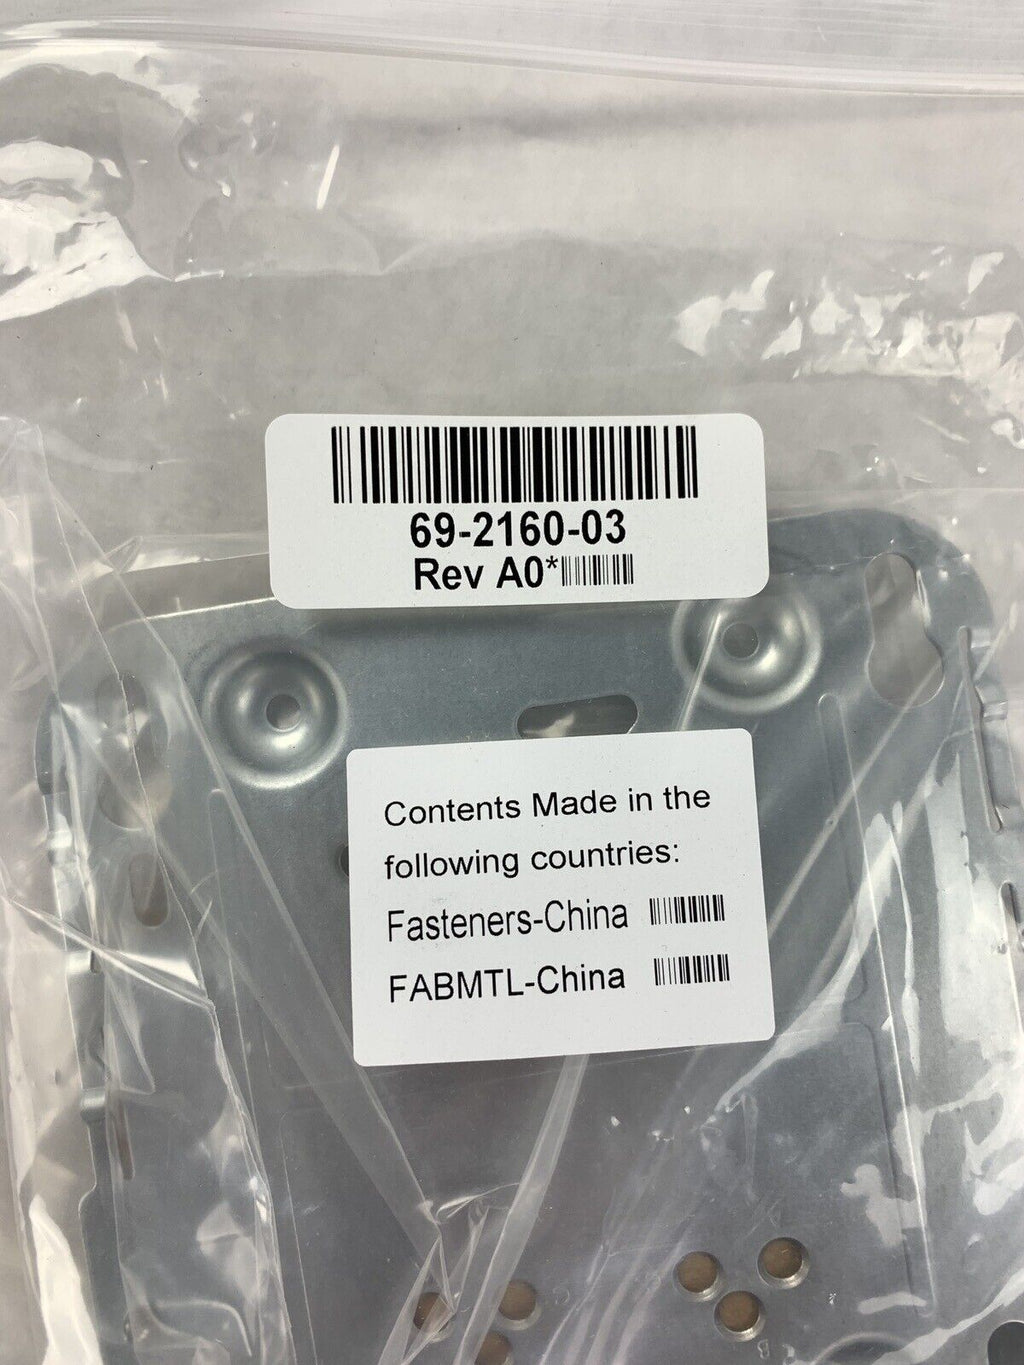 69-2160-03
Rev A0*
Contents Made in the
following countries:
Fasteners-China
FABMTL-China
C
B